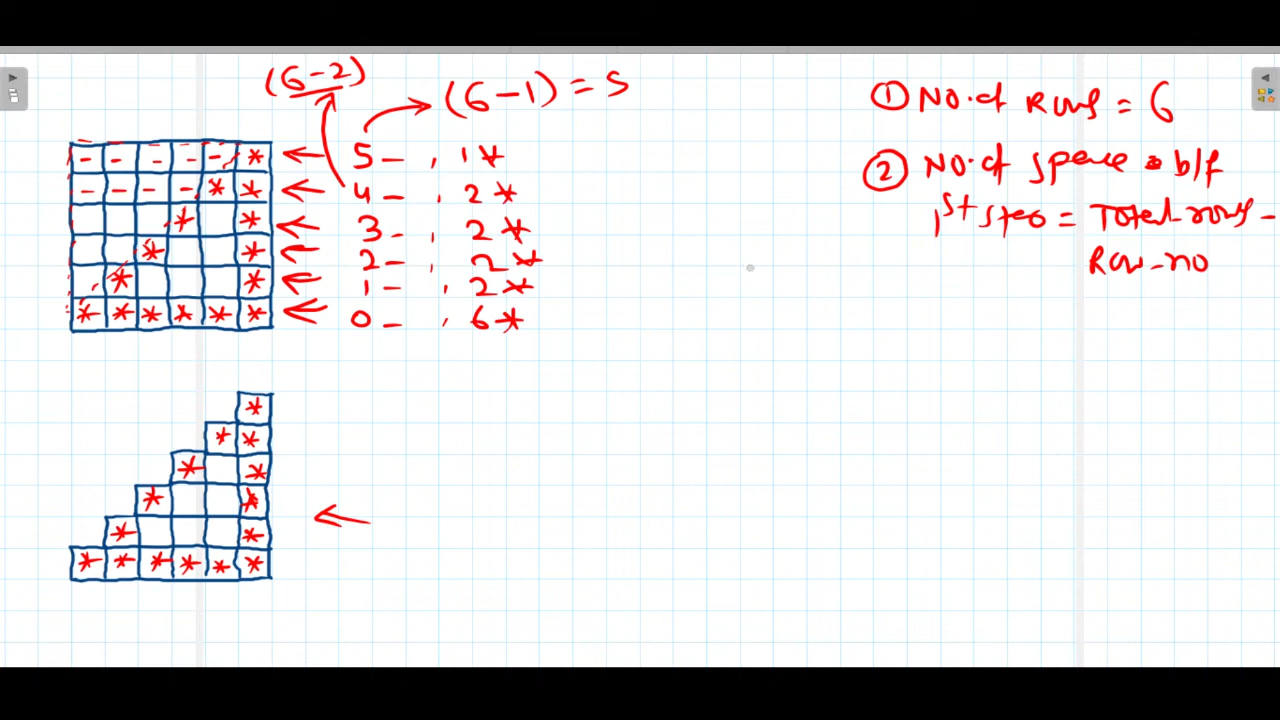 (6-2)
(6-1) = 5
- - - - - * ← 5 - , 1*
- - - - * * ← 4 - , 2*
* * ← 3 - , 2*
* * ← 2 - , 2*
* * ← 1 - , 2*
* * * * * * ← 0 - , 6*
*
* *
* *
* *
* *
* * * * * *
① No. of Rows = 6
② No. of space b/f
1st step = Total-rows -
Row-no